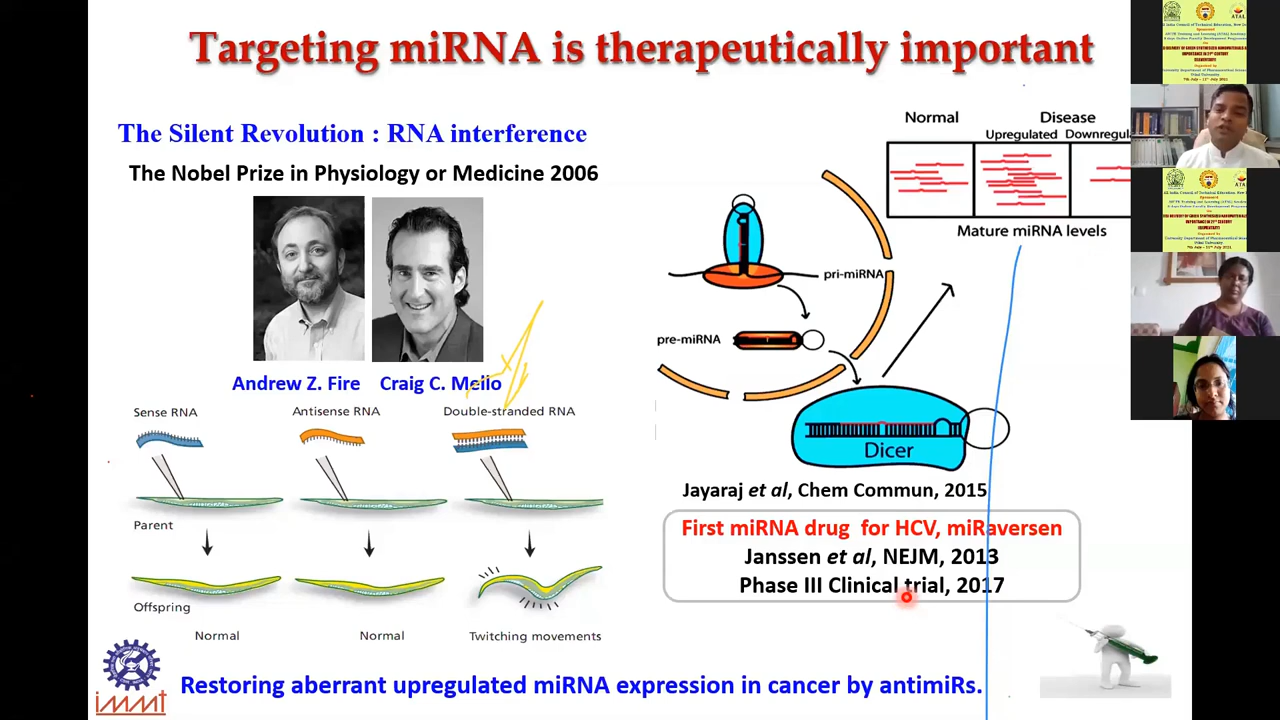 Targeting miRNA is therapeutically important
The Silent Revolution : RNA interference
The Nobel Prize in Physiology or Medicine 2006
Andrew Z. Fire Craig C. Mello
Sense RNA
Antisense RNA
Double-stranded RNA
Parent
Offspring
Normal
Normal
Twitching movements
Normal
Disease
Upregulated Downregula
Mature miRNA levels
pri-miRNA
pre-miRNA
Dicer
Jayaraj et al, Chem Commun, 2015
First miRNA drug for HCV, miRaversen
Janssen et al, NEJM, 2013
Phase III Clinical trial, 2017
immt
Restoring aberrant upregulated miRNA expression in cancer by antimiRs.